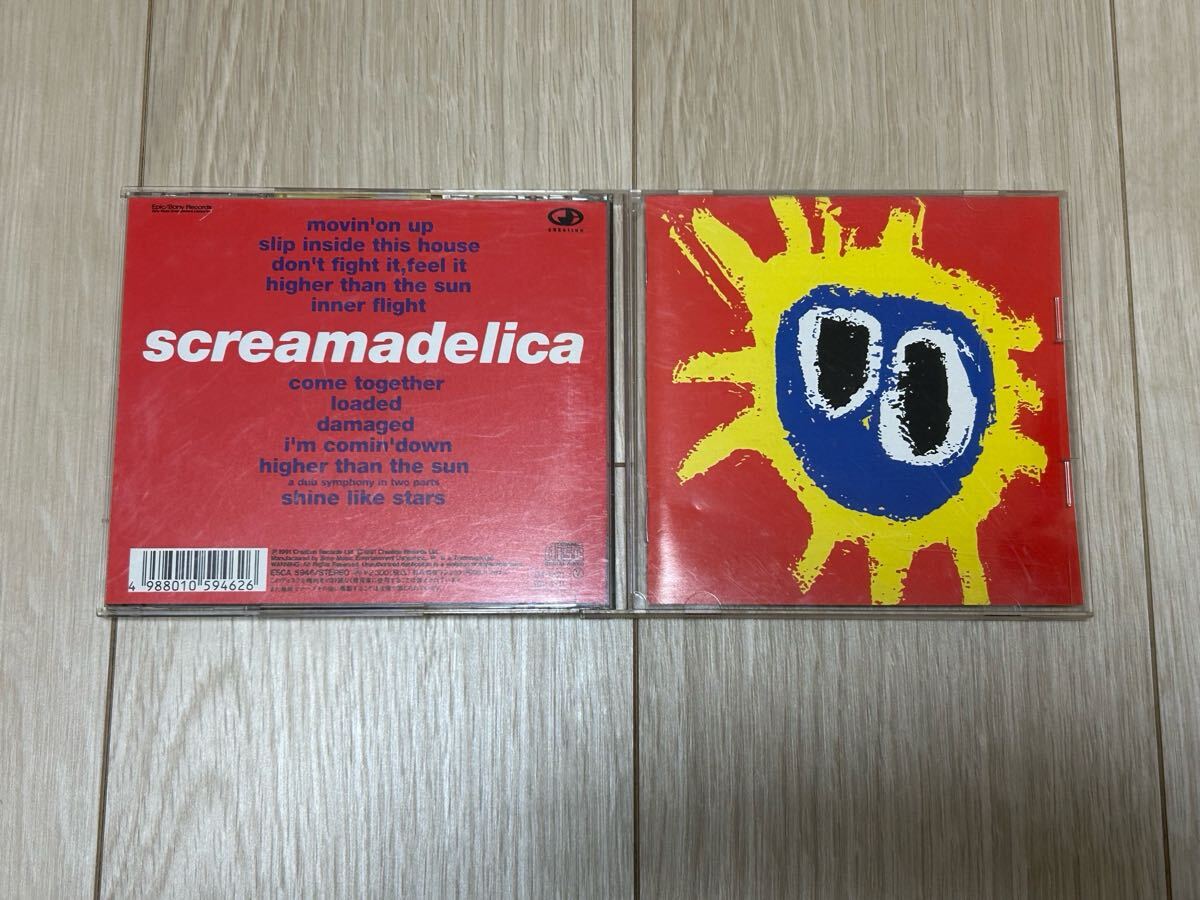 Epic/Sony Records
CREATION
movin'on up
slip inside this house
don't fight it,feel it
higher than the sun
inner flight
screamadelica
come together
loaded
damaged
i'm comin'down
higher than the sun
a dub symphony in two parts
shine like stars
4 988010 594626
ESCA 5946/STEREO